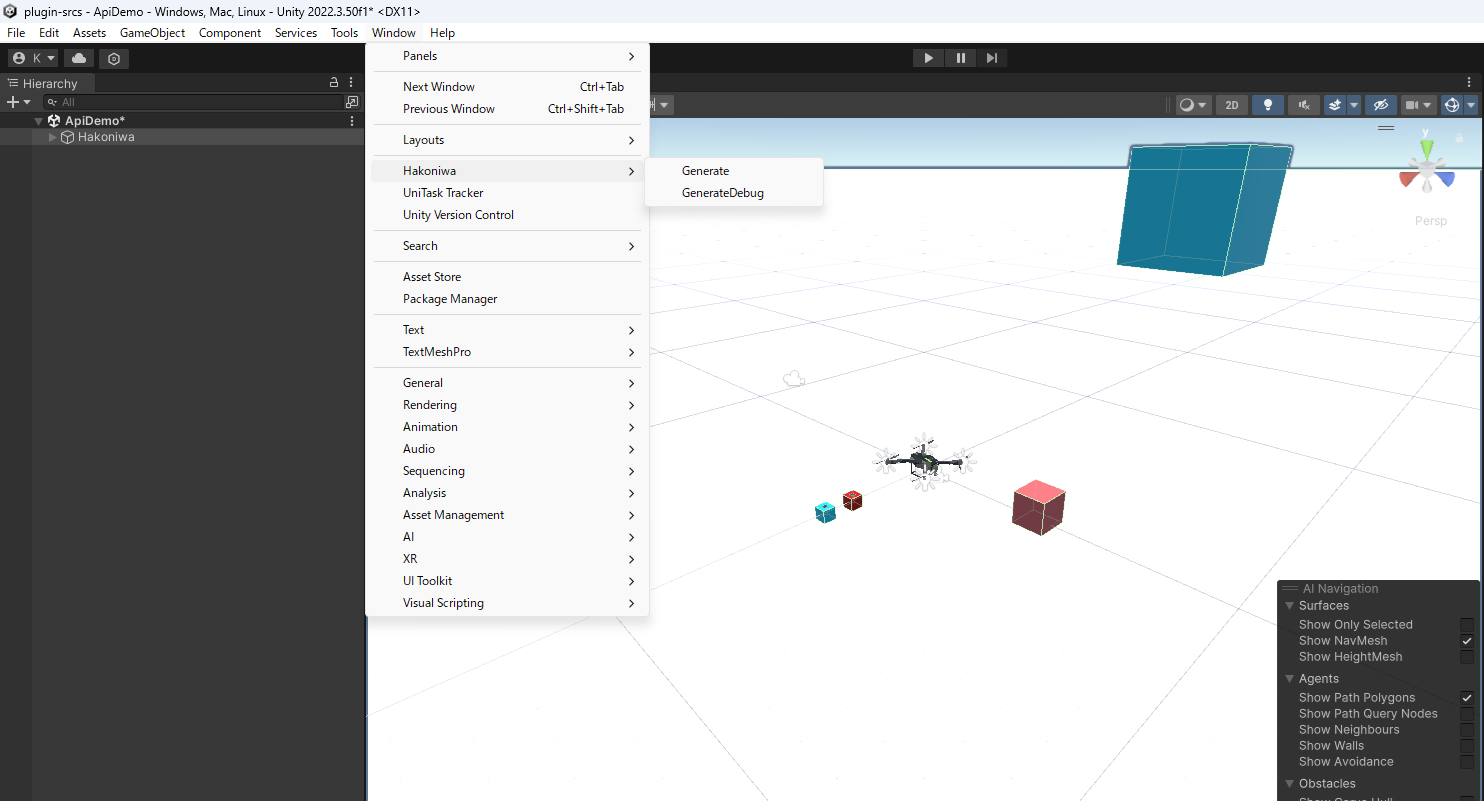 plugin-srcs - ApiDemo - Windows, Mac, Linux - Unity 2022.3.50f1* <DX11>
File Edit Assets GameObject Component Services Tools Window Help
K
Hierarchy
All
ApiDemo*
Hakoniwa
Panels
Next Window Ctrl+Tab
Previous Window Ctrl+Shift+Tab
Layouts
Hakoniwa
UniTask Tracker
Unity Version Control
Search
Asset Store
Package Manager
Text
TextMeshPro
General
Rendering
Animation
Audio
Sequencing
Analysis
Asset Management
AI
XR
UI Toolkit
Visual Scripting
Generate
GenerateDebug
2D
y
Persp
AI Navigation
Surfaces
Show Only Selected
Show NavMesh
Show HeightMesh
Agents
Show Path Polygons
Show Path Query Nodes
Show Neighbours
Show Walls
Show Avoidance
Obstacles